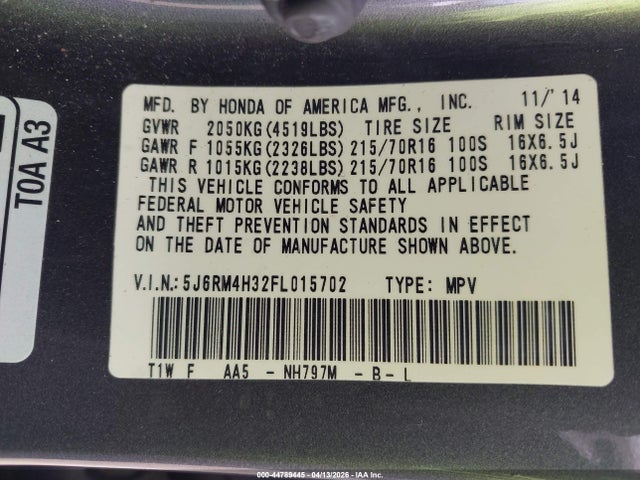 MFD. BY HONDA OF AMERICA MFG., INC. 11/'14
GVWR 2050KG(4519LBS) TIRE SIZE RIM SIZE
GAWR F 1055KG(2326LBS) 215/70R16 100S 16X6.5J
GAWR R 1015KG(2238LBS) 215/70R16 100S 16X6.5J
THIS VEHICLE CONFORMS TO ALL APPLICABLE
FEDERAL MOTOR VEHICLE SAFETY
AND THEFT PREVENTION STANDARDS IN EFFECT
ON THE DATE OF MANUFACTURE SHOWN ABOVE.
V.I.N.: 5J6RM4H32FL015702 TYPE: MPV
T1W F AA5 - NH797M - B - L
T0A A3
000-44789445 - 04/13/2026 - IAA Inc.